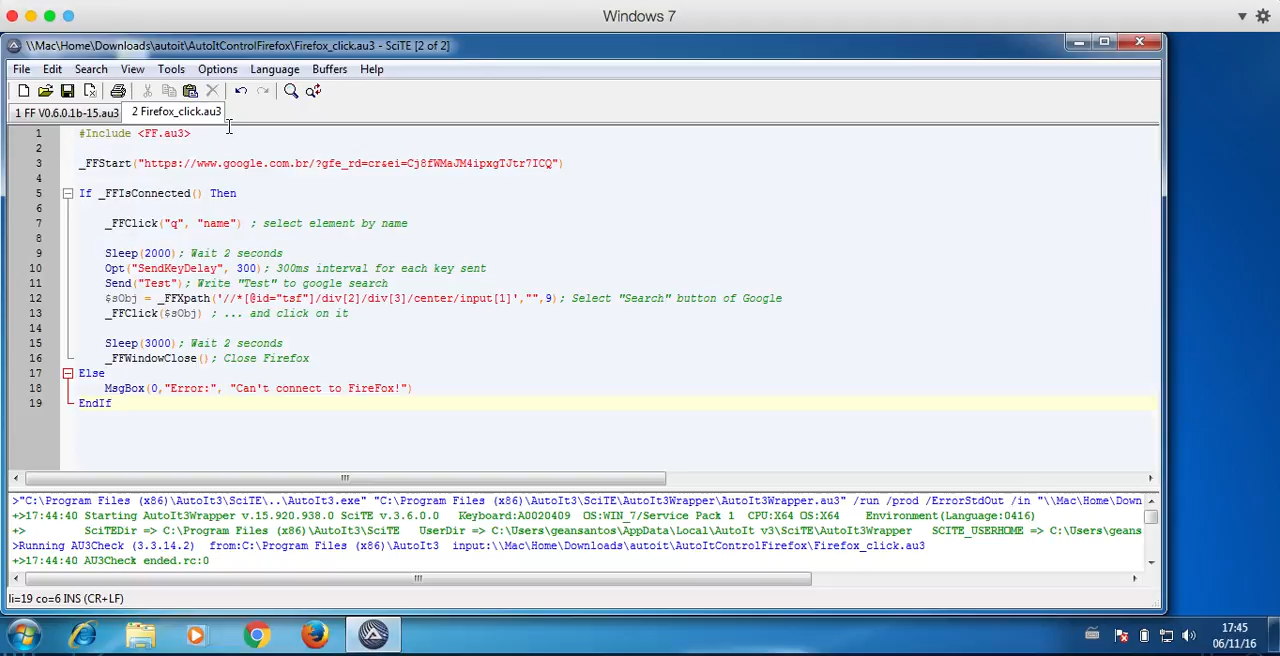 Windows 7
\\Mac\Home\Downloads\autoit\AutoItControlFirefox\Firefox_click.au3 - SciTE [2 of 2]
File Edit Search View Tools Options Language Buffers Help
1 FF V0.6.0.1b-15.au3 2 Firefox_click.au3
1 #Include <FF.au3>
2
3 _FFStart("https://www.google.com.br/?gfe_rd=cr&ei=Cj8fWMaJM4ipxgTJtr7ICQ")
4
5 If _FFIsConnected() Then
6
7 _FFClick("q", "name") ; select element by name
8
9 Sleep(2000); Wait 2 seconds
10 Opt("SendKeyDelay", 300); 300ms interval for each key sent
11 Send("Test"); Write "Test" to google search
12 $sObj = _FFXpath('//*[@id="tsf"]/div[2]/div[3]/center/input[1]',"",9); Select "Search" button of Google
13 _FFClick($sObj) ; ... and click on it
14
15 Sleep(3000); Wait 2 seconds
16 _FFWindowClose(); Close Firefox
17 Else
18 MsgBox(0,"Error:", "Can't connect to FireFox!")
19 EndIf
>"C:\Program Files (x86)\AutoIt3\SciTE\..\AutoIt3.exe" "C:\Program Files (x86)\AutoIt3\SciTE\AutoIt3Wrapper\AutoIt3Wrapper.au3" /run /prod /ErrorStdOut /in "\\Mac\Home\Down
+>17:44:40 Starting AutoIt3Wrapper v.15.920.938.0 SciTE v.3.6.0.0 Keyboard:A0020409 OS:WIN_7/Service Pack 1 CPU:X64 OS:X64 Environment(Language:0416)
+> SciTEDir => C:\Program Files (x86)\AutoIt3\SciTE UserDir => C:\Users\geansantos\AppData\Local\AutoIt v3\SciTE\AutoIt3Wrapper SCITE_USERHOME => C:\Users\geans
>Running AU3Check (3.3.14.2) from:C:\Program Files (x86)\AutoIt3 input:\\Mac\Home\Downloads\autoit\AutoItControlFirefox\Firefox_click.au3
+>17:44:40 AU3Check ended.rc:0
li=19 co=6 INS (CR+LF)
17:45
06/11/16